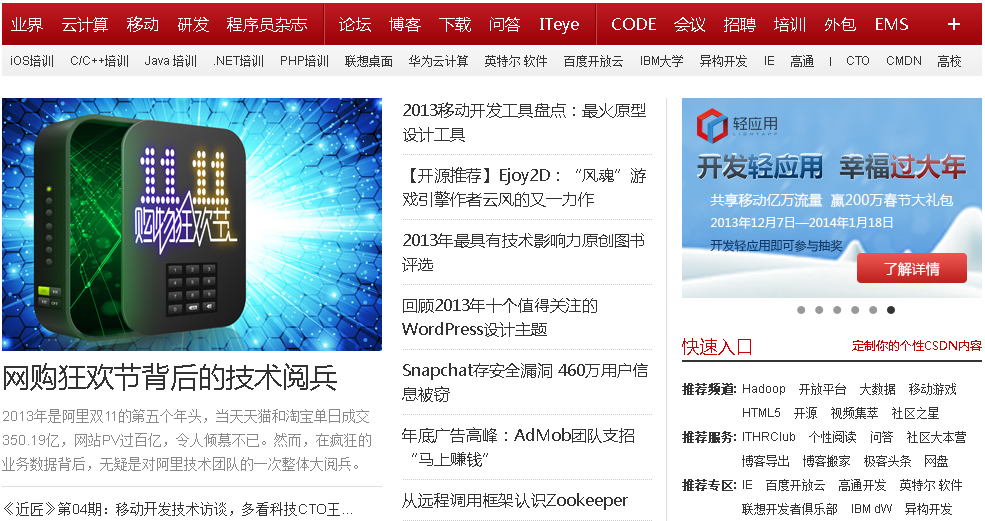 业界 云计算 移动 研发 程序员杂志 论坛 博客 下载 问答 ITeye CODE 会议 招聘 培训 外包 EMS +
iOS培训 C/C++培训 Java 培训 .NET培训 PHP培训 联想桌面 华为云计算 英特尔 软件 百度开放云 IBM大学 异构开发 IE 高通 | CTO CMDN 高校
11 11
购物狂欢节
网购狂欢节背后的技术阅兵
2013年是阿里双11的第五个年头，当天天猫和淘宝单日成交
350.19亿，网站PV过百亿，令人倾慕不已。然而，在疯狂的
业务数据背后，无疑是对阿里技术团队的一次整体大阅兵。
《近匠》第04期：移动开发技术访谈，多看科技CTO王...
2013移动开发工具盘点：最火原型
设计工具
【开源推荐】Ejoy2D：“风魂”游
戏引擎作者云风的又一力作
2013年最具有技术影响力原创图书
评选
回顾2013年十个值得关注的
WordPress设计主题
Snapchat存安全漏洞 460万用户信
息已被窃
年底广告高峰：AdMob团队支招
“马上赚钱”
从远程调用框架认识Zookeeper
轻应用
LIGHTAPP
开发轻应用 幸福过大年
共享移动亿万流量 赢200万春节大礼包
2013年12月7日—2014年1月18日
开发轻应用即可参与抽奖
了解详情
快速入口 定制你的个性CSDN内容
推荐频道: Hadoop 开放平台 大数据 移动游戏
HTML5 开源 视频集萃 社区之星
推荐服务: ITHRClub 个性阅读 问答 社区大本营
博客导出 博客搬家 极客头条 网盘
推荐专区: IE 百度开放云 高通开发 英特尔 软件
联想开发者俱乐部 IBM dW 异构开发